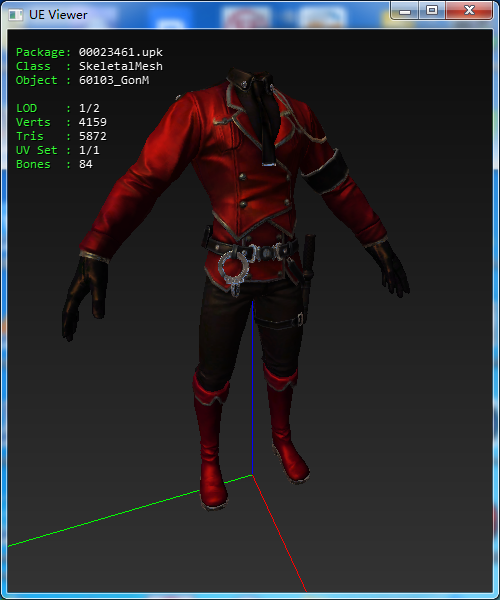 UE Viewer
Package: 00023461.upk
Class : SkeletalMesh
Object : 60103_GonM
LOD : 1/2
Verts : 4159
Tris : 5872
UV Set : 1/1
Bones : 84